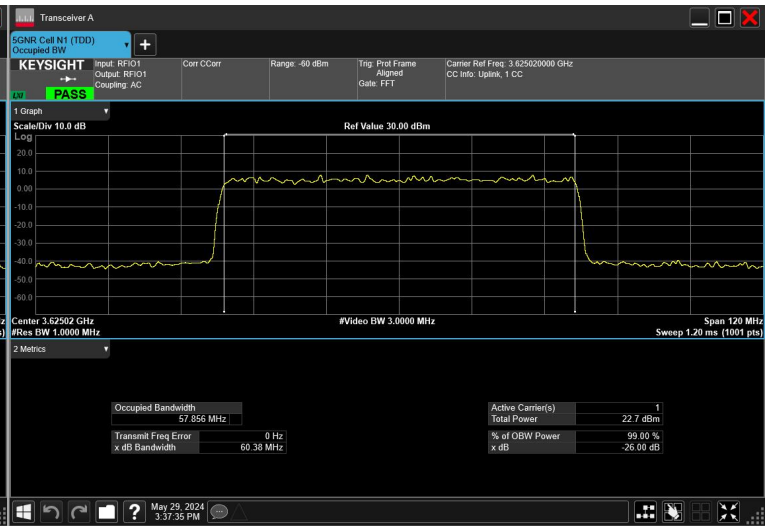 Transceiver A
5GNR Cell N1 (TDD)
Occupied BW
+
KEYSIGHT Input: RFIO1 Corr CCorr Range: -60 dBm Trig: Prot Frame Carrier Ref Freq: 3.625020000 GHz
Output: RFIO1 Aligned CC Info: Uplink, 1 CC
Coupling: AC Gate: FFT
LXI PASS
1 Graph
Scale/Div 10.0 dB Ref Value 30.00 dBm
Log
20.0
10.0
0.00
-10.0
-20.0
-30.0
-40.0
-50.0
-60.0
Center 3.62502 GHz #Video BW 3.0000 MHz Span 120 MHz
#Res BW 1.0000 MHz Sweep 1.20 ms (1001 pts)
2 Metrics
Occupied Bandwidth Active Carrier(s) 1
57.856 MHz Total Power 22.7 dBm
Transmit Freq Error 0 Hz % of OBW Power 99.00 %
x dB Bandwidth 60.38 MHz x dB -26.00 dB
? May 29, 2024
3:37:35 PM